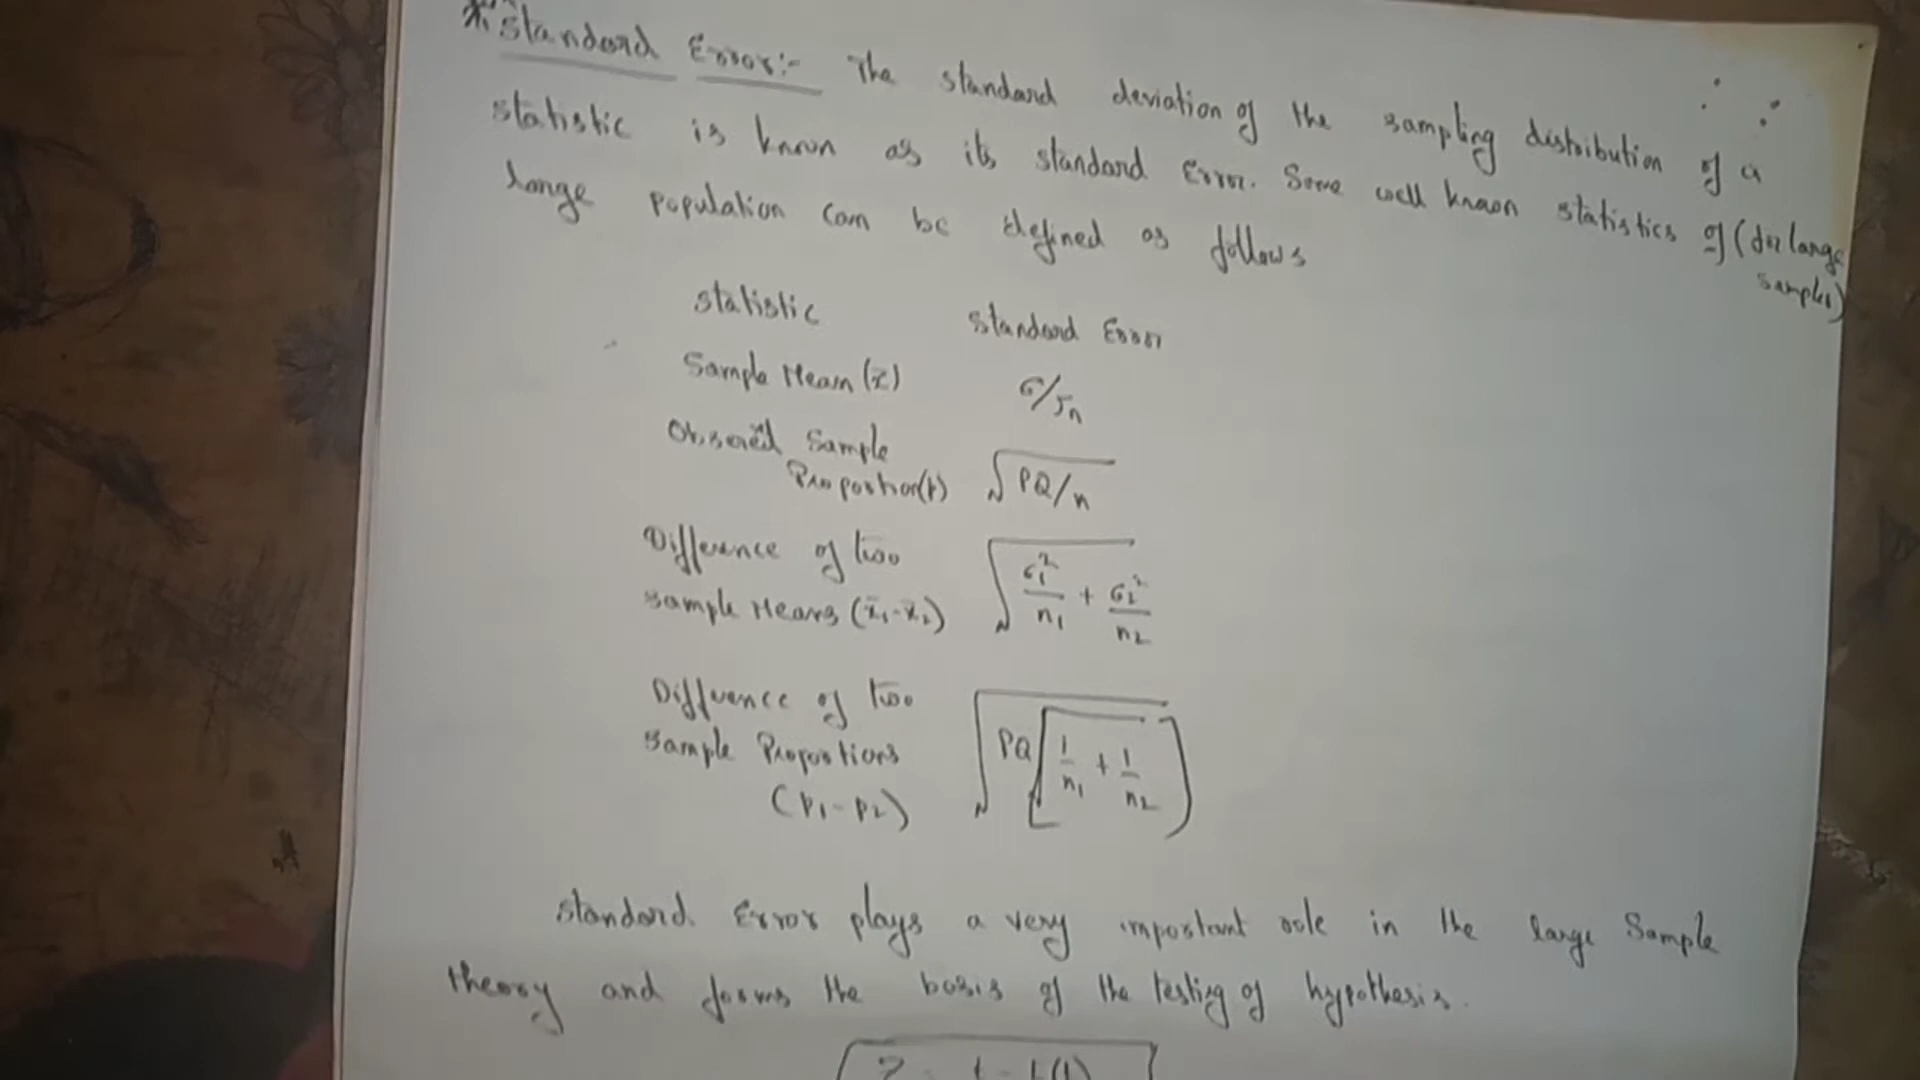 * Standard Error:- The standard deviation of the sampling distribution of a
statistic is known as its standard Error. Some well known statistics of (for large
samples)
large population can be defined as follows
statistic standard Error
Sample Mean (x̄) σ/√n
Observed Sample
Proportion(p) √PQ/n
Difference of two
sample Means (x̄₁-x̄₂) √σ₁²/n₁ + σ₂²/n₂
Difference of two
sample Proportions
(p₁-p₂) √PQ[1/n₁ + 1/n₂]
standard Error plays a very important role in the large Sample
theory and forms the basis of the testing of hypothesis.